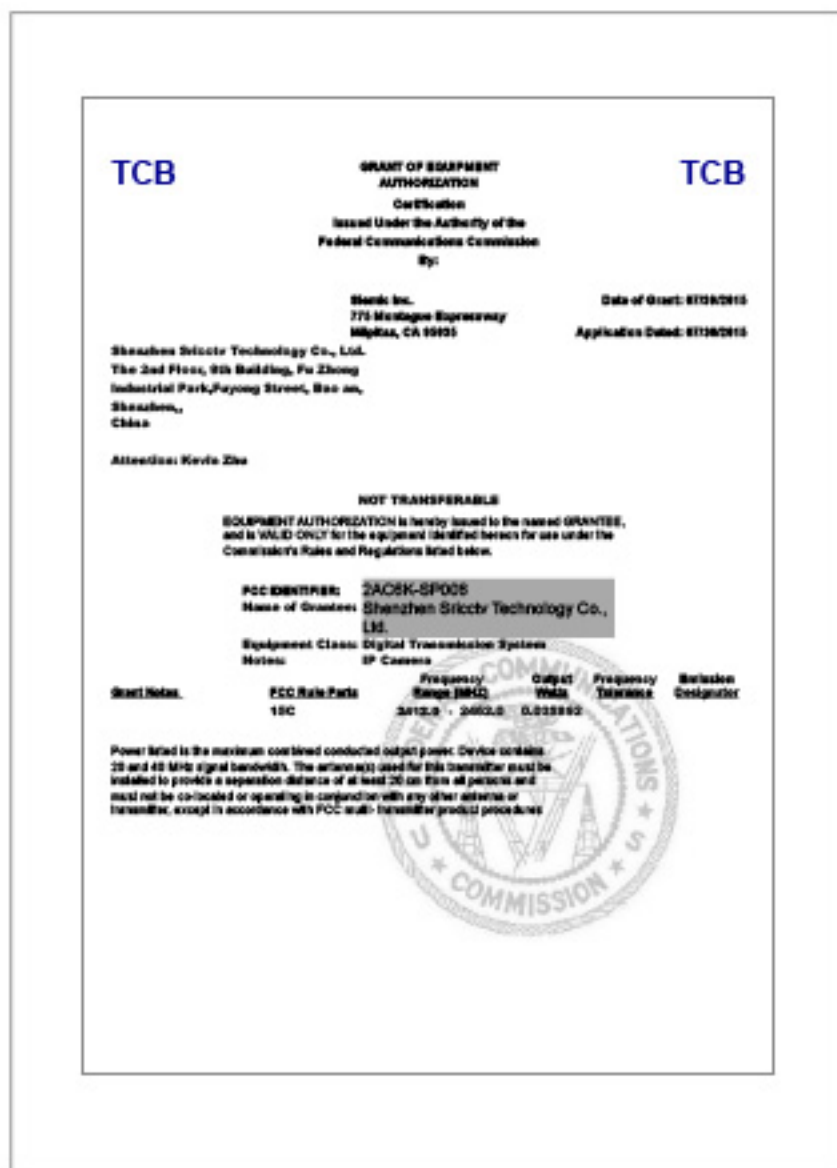 TCB
GRANT OF EQUIPMENT
AUTHORIZATION
TCB
Certification
Issued Under the Authority of the
Federal Communications Commission
By:
Siemic Inc.
775 Montague Expressway
Milpitas, CA 95035
Date of Grant:
Application Dated:
Shenzhen Sricctv Technology Co., Ltd.
The 2nd Floor, 9th Building, Fu Zhong
Industrial Park,Fuyong Street, Bao an,
Shenzhen,,
China
Attention: Kevin Zhu
NOT TRANSFERABLE
EQUIPMENT AUTHORIZATION is hereby issued to the named GRANTEE,
and is VALID ONLY for the equipment identified hereon for use under the
Commission's Rules and Regulations listed below.
FCC IDENTIFIER:
Name of Grantee: Shenzhen Sricctv Technology Co.,
Ltd.
Equipment Class: Digital Transmission System
Notes: IP Camera
Grant Notes FCC Rule Parts Frequency Range (MHZ) Output Watts Frequency Tolerance Emission Designator
15C 2412.0 - 2462.0
Power listed is the maximum combined conducted output power. Device contains
20 and 40 MHz signal bandwidth. The antenna(s) used for this transmitter must be
installed to provide a separation distance of at least 20 cm from all persons and
must not be co-located or operating in conjunction with any other antenna or
transmitter, except in accordance with FCC multi- transmitter product procedures
COMMUNICATIONS
COMMISSION